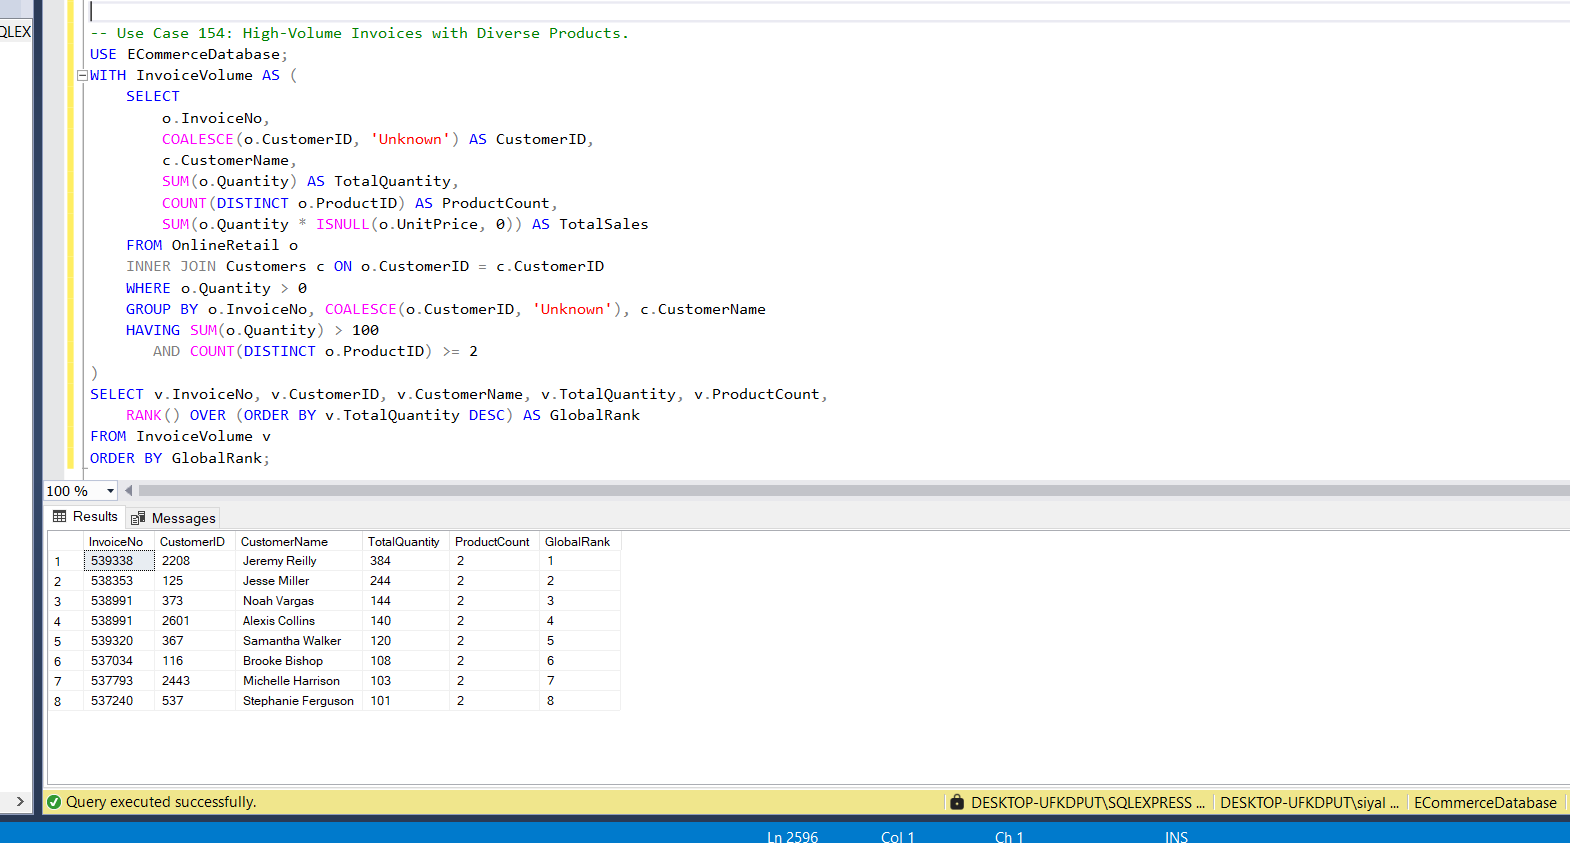 QLEX
-- Use Case 154: High-Volume Invoices with Diverse Products.
USE ECommerceDatabase;
WITH InvoiceVolume AS (
    SELECT
        o.InvoiceNo,
        COALESCE(o.CustomerID, 'Unknown') AS CustomerID,
        c.CustomerName,
        SUM(o.Quantity) AS TotalQuantity,
        COUNT(DISTINCT o.ProductID) AS ProductCount,
        SUM(o.Quantity * ISNULL(o.UnitPrice, 0)) AS TotalSales
    FROM OnlineRetail o
    INNER JOIN Customers c ON o.CustomerID = c.CustomerID
    WHERE o.Quantity > 0
    GROUP BY o.InvoiceNo, COALESCE(o.CustomerID, 'Unknown'), c.CustomerName
    HAVING SUM(o.Quantity) > 100
       AND COUNT(DISTINCT o.ProductID) >= 2
)
SELECT v.InvoiceNo, v.CustomerID, v.CustomerName, v.TotalQuantity, v.ProductCount,
    RANK() OVER (ORDER BY v.TotalQuantity DESC) AS GlobalRank
FROM InvoiceVolume v
ORDER BY GlobalRank;
100 %
Results Messages
InvoiceNo CustomerID CustomerName TotalQuantity ProductCount GlobalRank
1 539338 2208 Jeremy Reilly 384 2 1
2 538353 125 Jesse Miller 244 2 2
3 538991 373 Noah Vargas 144 2 3
4 538991 2601 Alexis Collins 140 2 4
5 539320 367 Samantha Walker 120 2 5
6 537034 116 Brooke Bishop 108 2 6
7 537793 2443 Michelle Harrison 103 2 7
8 537240 537 Stephanie Ferguson 101 2 8
Query executed successfully. DESKTOP-UFKDPUT\SQLEXPRESS ... DESKTOP-UFKDPUT\siyal ... ECommerceDatabase
Ln 2596 Col 1 Ch 1 INS